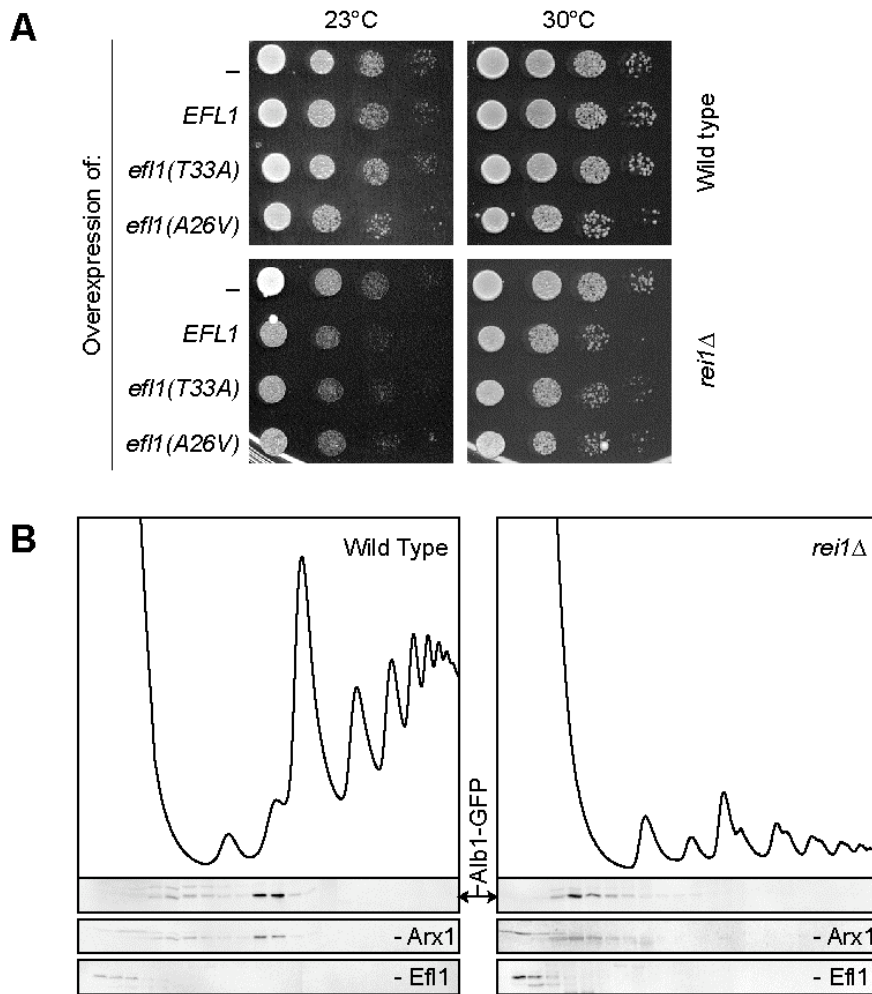 A
23°C
30°C
Overexpression of:
–
EFL1
efl1(T33A)
efl1(A26V)
Wild type
–
EFL1
efl1(T33A)
efl1(A26V)
rei1Δ
B
Wild Type
rei1Δ
Alb1-GFP
- Arx1
- Arx1
- Efl1
- Efl1